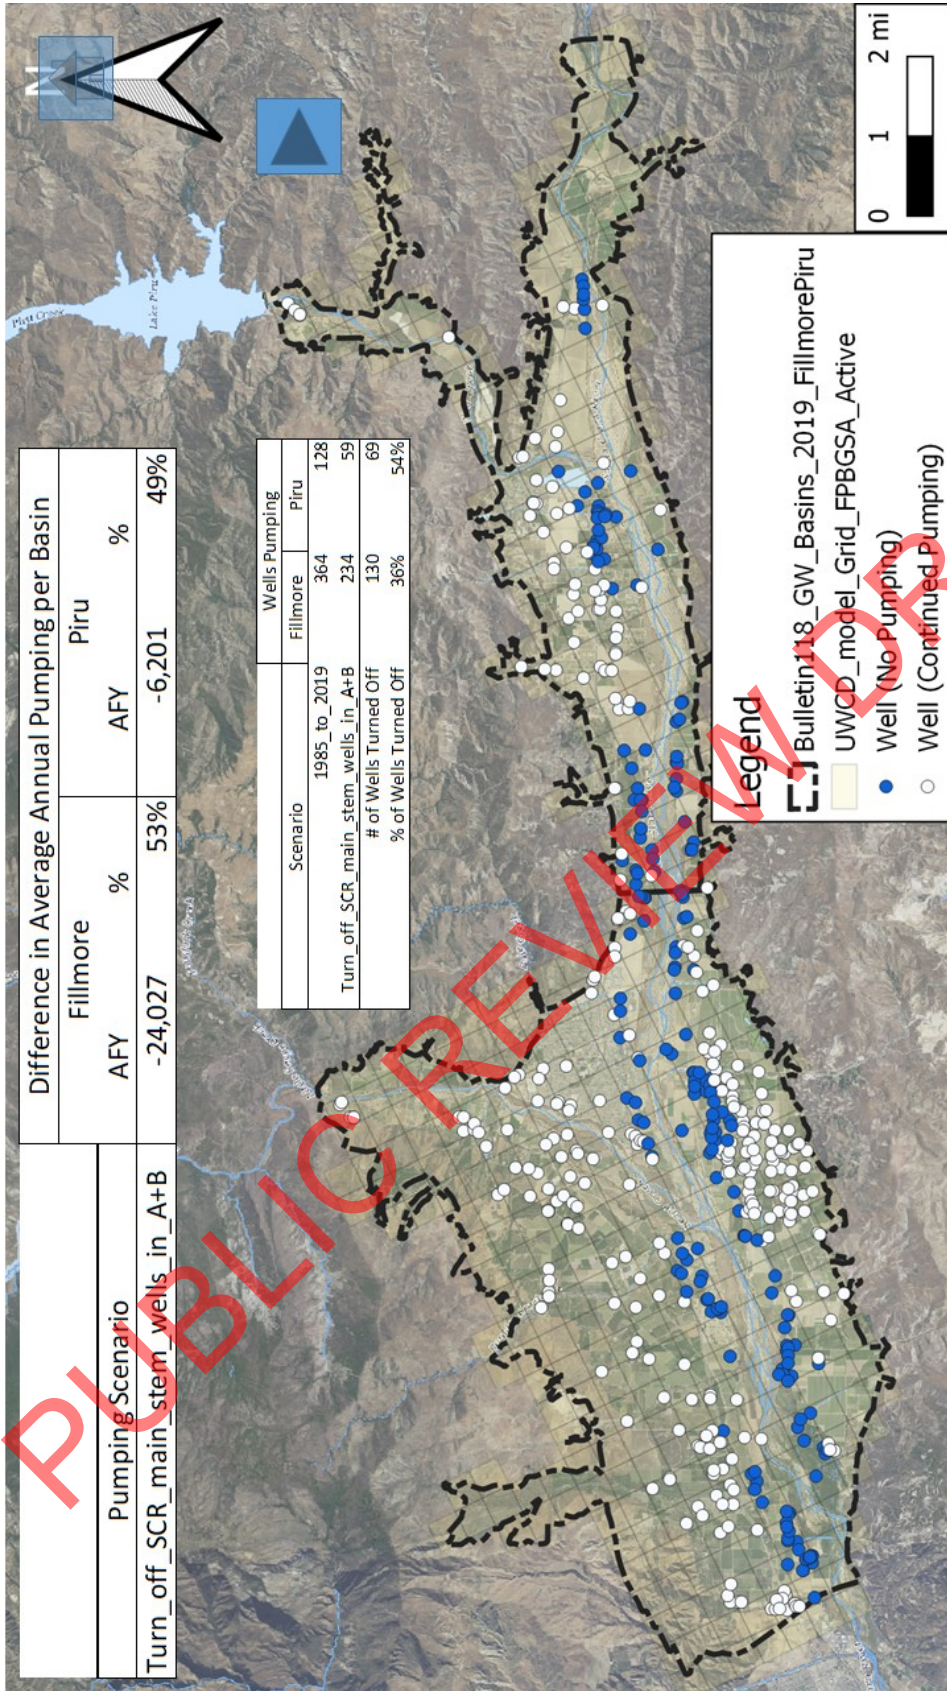 Difference in Average Annual Pumping per Basin
Fillmore Piru
Pumping Scenario AFY % AFY %
Turn_off_SCR_main_stem_wells_in_A+B -24,027 53% -6,201 49%
Wells Pumping
Scenario Fillmore Piru
1985_to_2019 364 128
Turn_off_SCR_main_stem_wells_in_A+B 234 59
# of Wells Turned Off 130 69
% of Wells Turned Off 36% 54%
N
Piru Creek
Lake Piru
Legend
Bulletin118_GW_Basins_2019_FillmorePiru
UWCD_model_Grid_FPBGSA_Active
Well (No Pumping)
Well (Continued Pumping)
0 1 2 mi
PUBLIC REVIEW DR